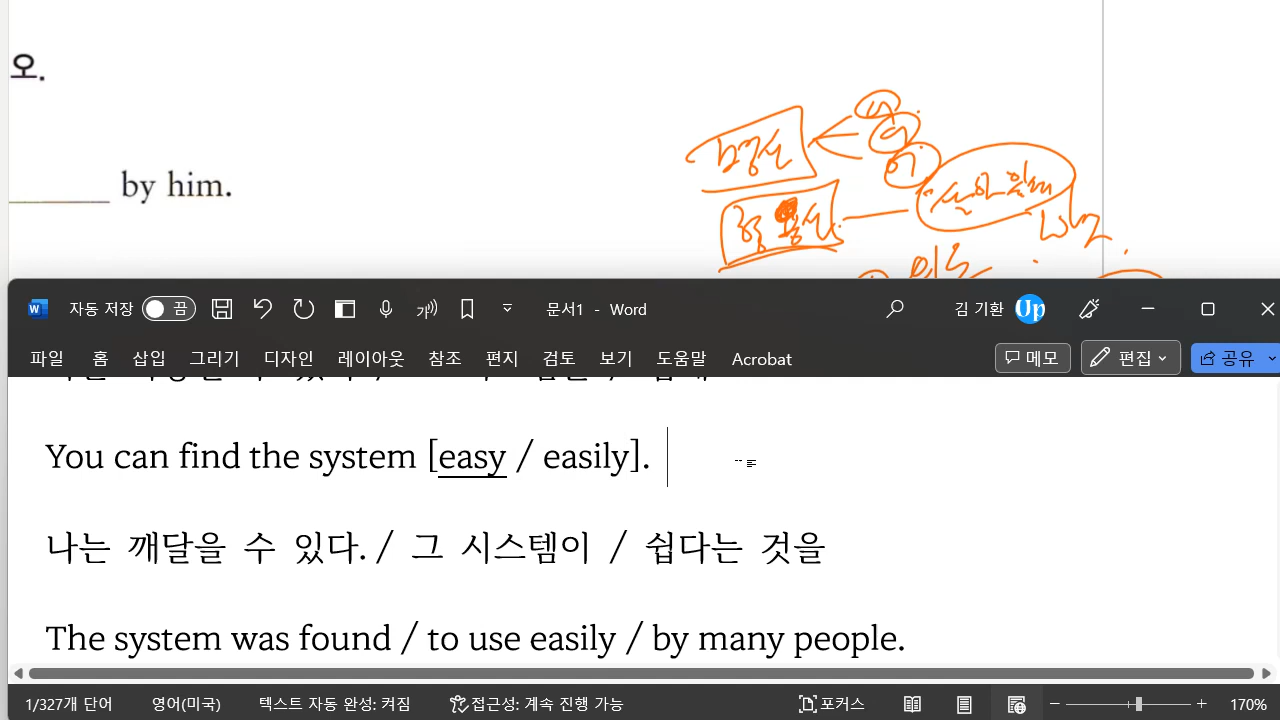 오.
by him.
명사
형용사
자동 저장 끔 문서1 - Word 김 기환 Up
파일 홈 삽입 그리기 디자인 레이아웃 참조 편지 검토 보기 도움말 Acrobat 메모 편집 공유
You can find the system [easy / easily].
나는 깨달을 수 있다. / 그 시스템이 / 쉽다는 것을
The system was found / to use easily / by many people.
1/327개 단어 영어(미국) 텍스트 자동 완성: 켜짐 접근성: 계속 진행 가능 포커스 170%